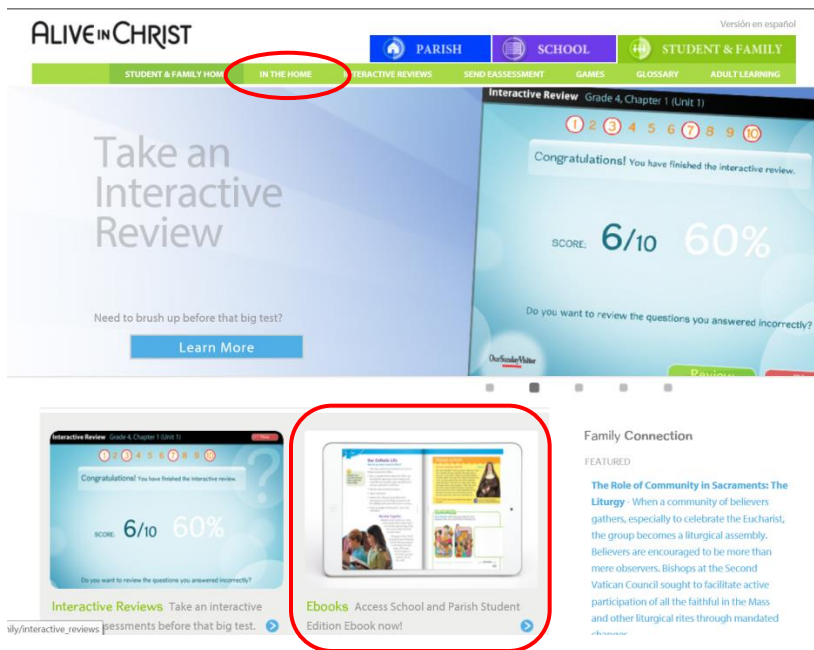 Versión en español
ALIVE IN CHRIST
PARISH
SCHOOL
STUDENT & FAMILY
STUDENT & FAMILY HOME
IN THE HOME
INTERACTIVE REVIEWS
SEND EASSESSMENT
GAMES
GLOSSARY
ADULT LEARNING
Take an
Interactive
Review
Need to brush up before that big test?
Learn More
Interactive Review Grade 4, Chapter 1 (Unit 1)
1 2 3 4 5 6 7 8 9 10
Congratulations! You have finished the interactive review.
SCORE: 6/10 60%
Do you want to review the questions you answered incorrectly?
OurSundayVisitor
Review
Interactive Review Grade 4, Chapter 1 (Unit 1)
1 2 3 4 5 6 7 8 9 10
Congratulations! You have finished the interactive review.
SCORE: 6/10 60%
Do you want to review the questions you answered incorrectly?
Interactive Reviews Take an interactive
sessments before that big test.
nily/interactive_reviews
Our Catholic Life
Ebooks Access School and Parish Student
Edition Ebook now!
Family Connection
FEATURED
The Role of Community in Sacraments: The
Liturgy - When a community of believers
gathers, especially to celebrate the Eucharist,
the group becomes a liturgical assembly.
Believers are encouraged to be more than
mere observers. Bishops at the Second
Vatican Council sought to facilitate active
participation of all the faithful in the Mass
and other liturgical rites through mandated
changes